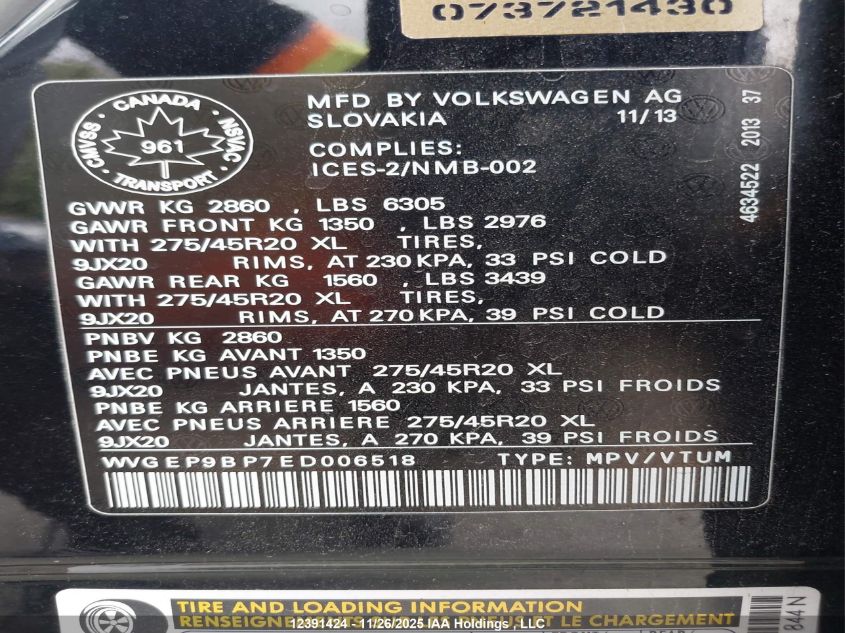 073721430
CANADA
CMVSS
NSVAC
961
TRANSPORT
MFD BY VOLKSWAGEN AG
SLOVAKIA 11/13
COMPLIES:
ICES-2/NMB-002
4634522 2013 37
GVWR KG 2860 , LBS 6305
GAWR FRONT KG 1350 , LBS 2976
WITH 275/45R20 XL TIRES,
9JX20 RIMS, AT 230 KPA, 33 PSI COLD
GAWR REAR KG 1560 , LBS 3439
WITH 275/45R20 XL TIRES,
9JX20 RIMS, AT 270 KPA, 39 PSI COLD
PNBV KG 2860
PNBE KG AVANT 1350
AVEC PNEUS AVANT 275/45R20 XL
9JX20 JANTES, A 230 KPA, 33 PSI FROIDS
PNBE KG ARRIERE 1560
AVEC PNEUS ARRIERE 275/45R20 XL
9JX20 JANTES, A 270 KPA, 39 PSI FROIDS
WVGEP9BP7ED006518 TYPE: MPV/VTUM
TIRE AND LOADING INFORMATION
LE CHARGEMENT
12391424 - 11/26/2025 IAA Holdings , LLC